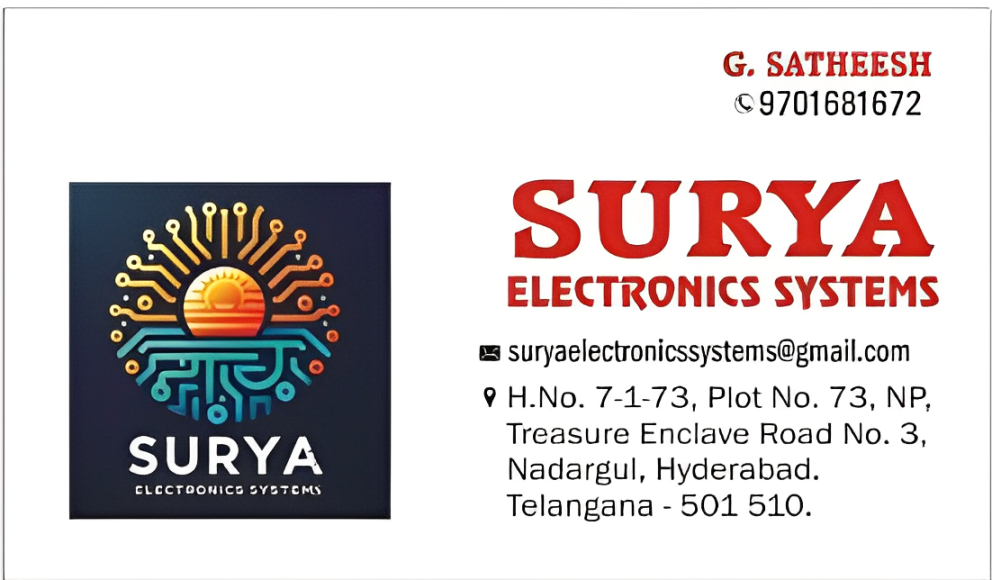 G. SATHEESH
9701681672
SURYA
ELECTRONICS SYSTEMS
suryaelectronicssystems@gmail.com
H.No. 7-1-73, Plot No. 73, NP,
Treasure Enclave Road No. 3,
Nadargul, Hyderabad.
Telangana - 501 510.
SURYA
ELECTRONICS SYSTEMS